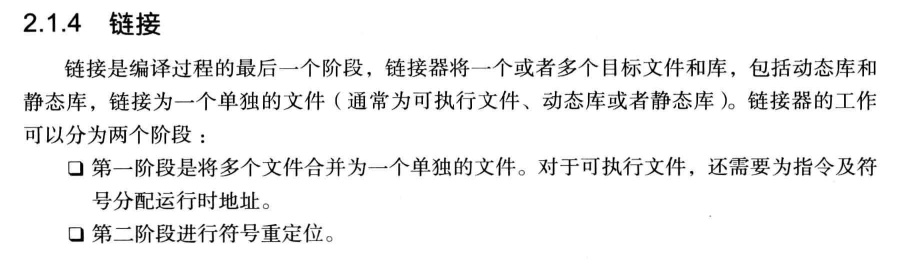 2.1.4 链接
链接是编译过程的最后一个阶段，链接器将一个或者多个目标文件和库，包括动态库和
静态库，链接为一个单独的文件（通常为可执行文件、动态库或者静态库）。链接器的工作
可以分为两个阶段：
❑ 第一阶段是将多个文件合并为一个单独的文件。对于可执行文件，还需要为指令及符
号分配运行时地址。
❑ 第二阶段进行符号重定位。